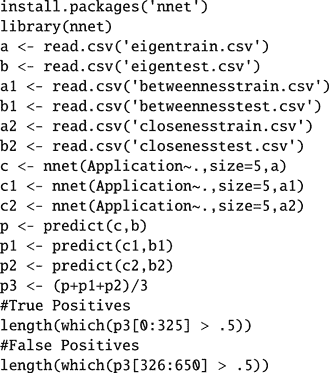 install.packages('nnet')
library(nnet)
a <- read.csv('eigentrain.csv')
b <- read.csv('eigentest.csv')
a1 <- read.csv('betweennesstrain.csv')
b1 <- read.csv('betweennesstest.csv')
a2 <- read.csv('closenesstrain.csv')
b2 <- read.csv('closenesstest.csv')
c <- nnet(Application~.,size=5,a)
c1 <- nnet(Application~.,size=5,a1)
c2 <- nnet(Application~.,size=5,a2)
p <- predict(c,b)
p1 <- predict(c1,b1)
p2 <- predict(c2,b2)
p3 <- (p+p1+p2)/3
#True Positives
length(which(p3[0:325] > .5))
#False Positives
length(which(p3[326:650] > .5))